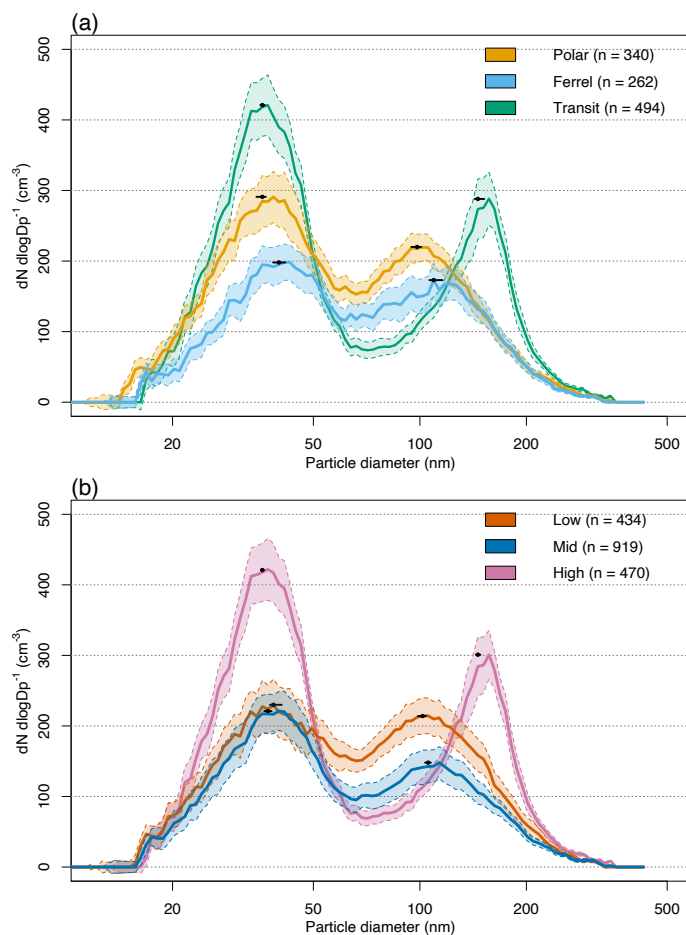 (a)
500
400
300
200
100
0
dN dlogDp⁻¹ (cm⁻³)
Polar (n = 340)
Ferrel (n = 262)
Transit (n = 494)
20 50 100 200 500
Particle diameter (nm)
(b)
500
400
300
200
100
0
dN dlogDp⁻¹ (cm⁻³)
Low (n = 434)
Mid (n = 919)
High (n = 470)
20 50 100 200 500
Particle diameter (nm)